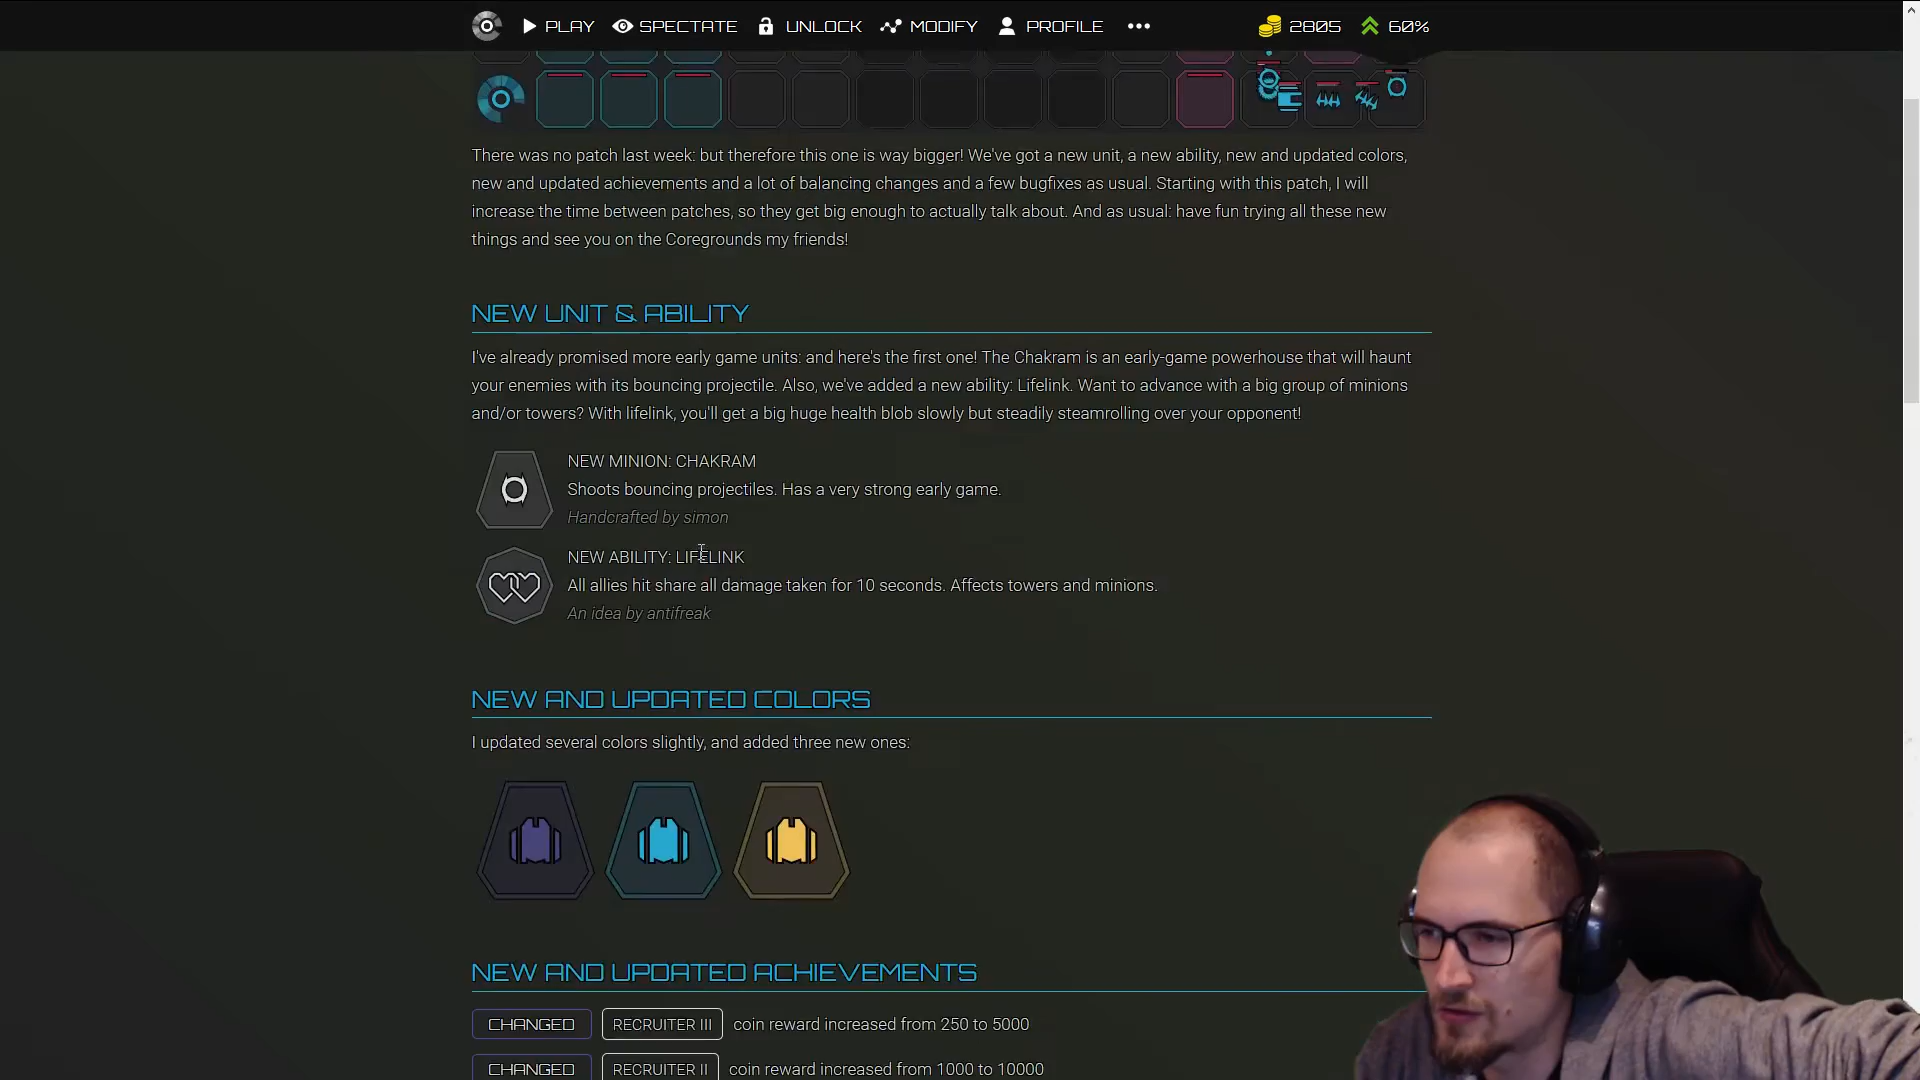 PLAY SPECTATE UNLOCK MODIFY PROFILE ••• 2805 60%
There was no patch last week: but therefore this one is way bigger! We've got a new unit, a new ability, new and updated colors,
new and updated achievements and a lot of balancing changes and a few bugfixes as usual. Starting with this patch, I will
increase the time between patches, so they get big enough to actually talk about. And as usual: have fun trying all these new
things and see you on the Coregrounds my friends!
NEW UNIT & ABILITY
I've already promised more early game units: and here's the first one! The Chakram is an early-game powerhouse that will haunt
your enemies with its bouncing projectile. Also, we've added a new ability: Lifelink. Want to advance with a big group of minions
and/or towers? With lifelink, you'll get a big huge health blob slowly but steadily steamrolling over your opponent!
NEW MINION: CHAKRAM
Shoots bouncing projectiles. Has a very strong early game.
Handcrafted by simon
NEW ABILITY: LIFELINK
All allies hit share all damage taken for 10 seconds. Affects towers and minions.
An idea by antifreak
NEW AND UPDATED COLORS
I updated several colors slightly, and added three new ones:
NEW AND UPDATED ACHIEVEMENTS
CHANGED RECRUITER III coin reward increased from 250 to 5000
CHANGED RECRUITER II coin reward increased from 1000 to 10000